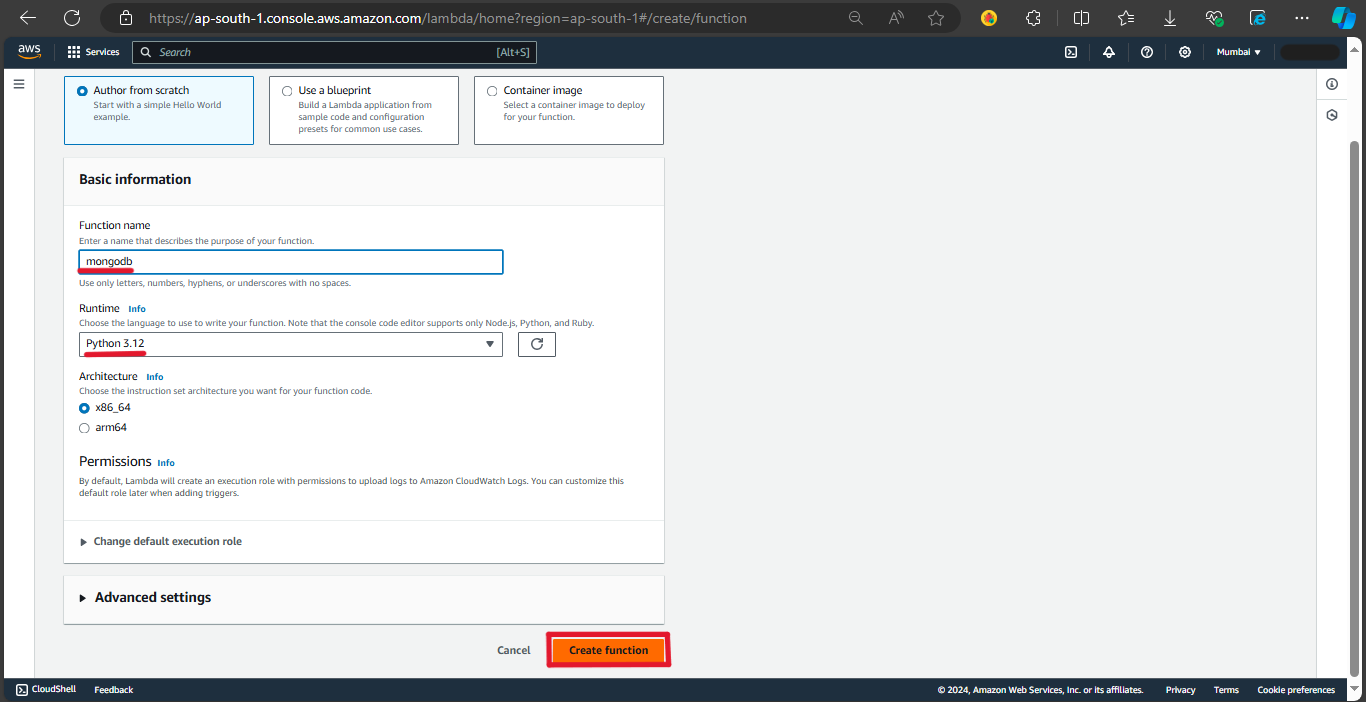 https://ap-south-1.console.aws.amazon.com/lambda/home?region=ap-south-1#/create/function
aws Services Search [Alt+S] Mumbai
Author from scratch
Start with a simple Hello World
example.
Use a blueprint
Build a Lambda application from
sample code and configuration
presets for common use cases.
Container image
Select a container image to deploy
for your function.
Basic information
Function name
Enter a name that describes the purpose of your function.
mongodb
Use only letters, numbers, hyphens, or underscores with no spaces.
Runtime Info
Choose the language to use to write your function. Note that the console code editor supports only Node.js, Python, and Ruby.
Python 3.12
Architecture Info
Choose the instruction set architecture you want for your function code.
x86_64
arm64
Permissions Info
By default, Lambda will create an execution role with permissions to upload logs to Amazon CloudWatch Logs. You can customize this
default role later when adding triggers.
Change default execution role
Advanced settings
Cancel Create function
CloudShell Feedback © 2024, Amazon Web Services, Inc. or its affiliates. Privacy Terms Cookie preferences